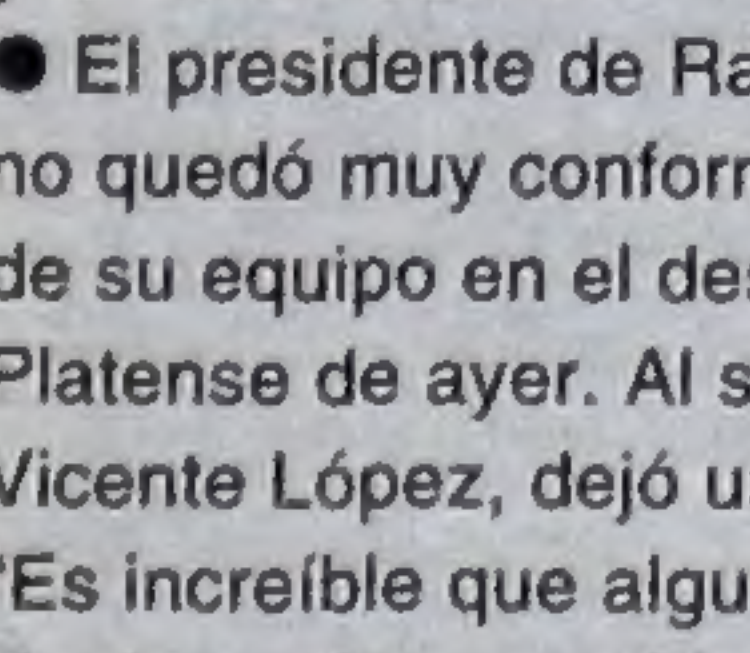 ● El presidente de Ra
no quedó muy conform
de su equipo en el des
Platense de ayer. Al s
Vicente López, dejó u
"Es increíble que algu